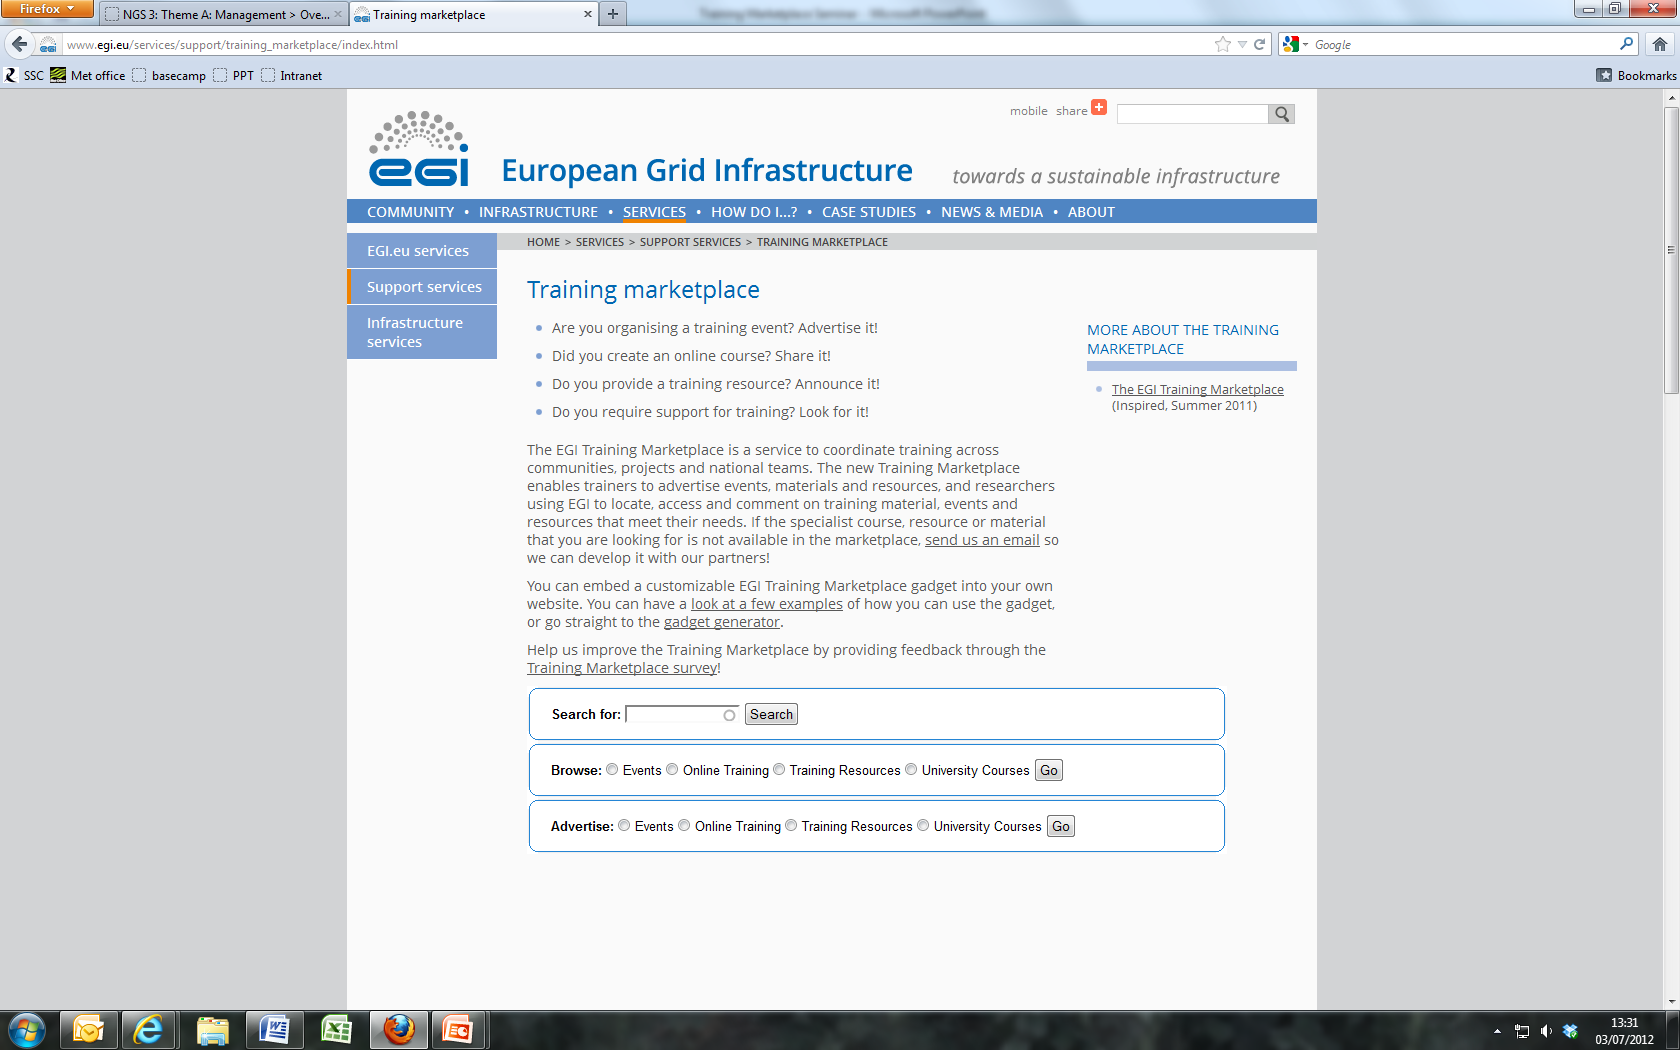 Firefox
NGS 3: Theme A: Management > Ove...
Training marketplace
Training Marketplace Seminar - Microsoft PowerPoint
www.egi.eu/services/support/training_marketplace/index.html
Google
SSC
Met office
basecamp
PPT
Intranet
Bookmarks
mobile share
egi
European Grid Infrastructure
towards a sustainable infrastructure
COMMUNITY • INFRASTRUCTURE • SERVICES • HOW DO I...? • CASE STUDIES • NEWS & MEDIA • ABOUT
EGI.eu services
Support services
Infrastructure
services
HOME > SERVICES > SUPPORT SERVICES > TRAINING MARKETPLACE
Training marketplace
Are you organising a training event? Advertise it!
Did you create an online course? Share it!
Do you provide a training resource? Announce it!
Do you require support for training? Look for it!
The EGI Training Marketplace is a service to coordinate training across
communities, projects and national teams. The new Training Marketplace
enables trainers to advertise events, materials and resources, and researchers
using EGI to locate, access and comment on training material, events and
resources that meet their needs. If the specialist course, resource or material
that you are looking for is not available in the marketplace, send us an email so
we can develop it with our partners!
You can embed a customizable EGI Training Marketplace gadget into your own
website. You can have a look at a few examples of how you can use the gadget,
or go straight to the gadget generator.
Help us improve the Training Marketplace by providing feedback through the
Training Marketplace survey!
MORE ABOUT THE TRAINING
MARKETPLACE
The EGI Training Marketplace
(Inspired, Summer 2011)
Search for: Search
Browse: Events Online Training Training Resources University Courses Go
Advertise: Events Online Training Training Resources University Courses Go
13:31
03/07/2012